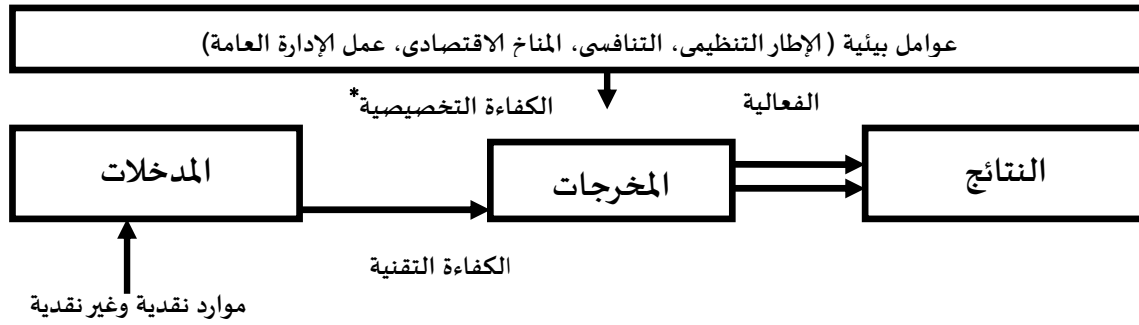 عوامل بيئية ( الإطار التنظيمى، التنافسى، المناخ الاقتصادى، عمل الإدارة العامة)
الكفاءة التخصيصية*
الفعالية
المدخلات
المخرجات
النتائج
الكفاءة التقنية
موارد نقدية وغير نقدية